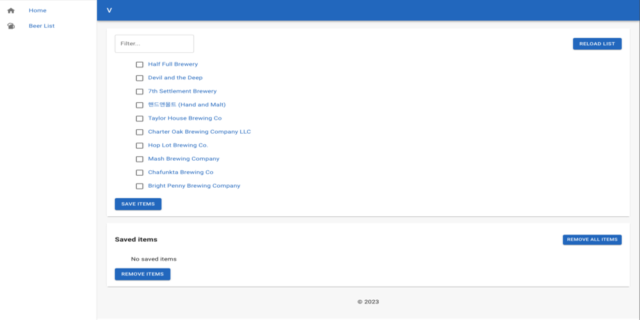 Home
Beer List
V
Filter...
RELOAD LIST
Half Full Brewery
Devil and the Deep
7th Settlement Brewery
핸드앤몰트 (Hand and Malt)
Taylor House Brewing Co
Charter Oak Brewing Company LLC
Hop Lot Brewing Co.
Mash Brewing Company
Chafunkta Brewing Co
Bright Penny Brewing Company
SAVE ITEMS
Saved items
REMOVE ALL ITEMS
No saved items
REMOVE ITEMS
© 2023